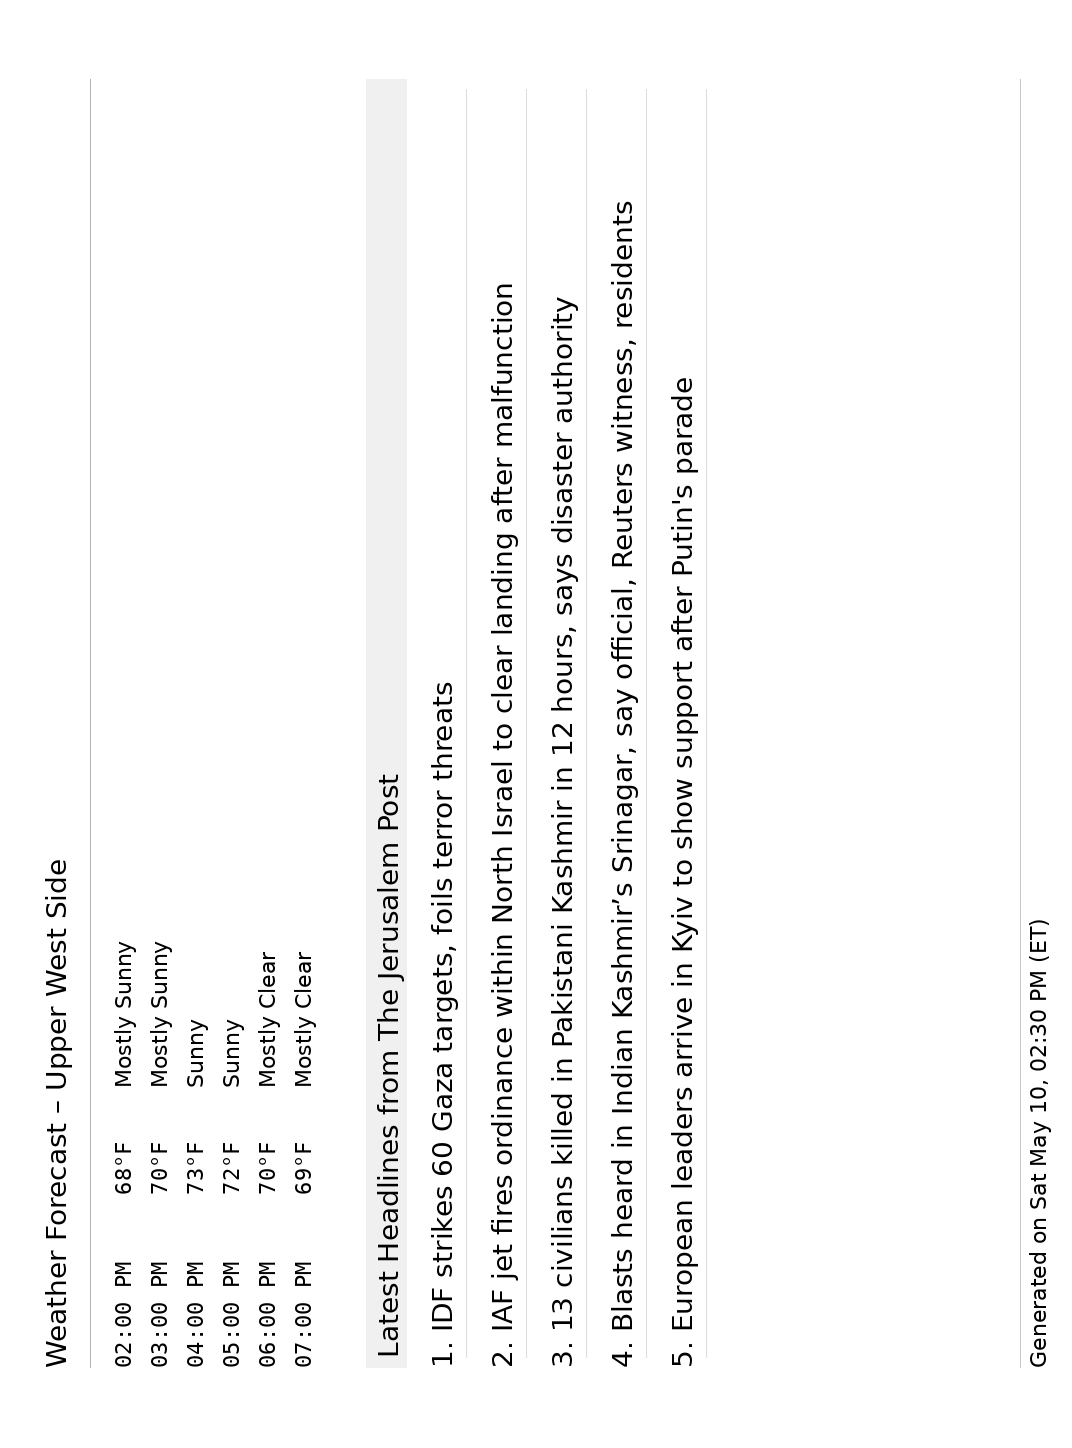 Weather Forecast – Upper West Side
02:00 PM 68°F Mostly Sunny
03:00 PM 70°F Mostly Sunny
04:00 PM 73°F Sunny
05:00 PM 72°F Sunny
06:00 PM 70°F Mostly Clear
07:00 PM 69°F Mostly Clear
Latest Headlines from The Jerusalem Post
1. IDF strikes 60 Gaza targets, foils terror threats
2. IAF jet fires ordinance within North Israel to clear landing after malfunction
3. 13 civilians killed in Pakistani Kashmir in 12 hours, says disaster authority
4. Blasts heard in Indian Kashmir’s Srinagar, say official, Reuters witness, residents
5. European leaders arrive in Kyiv to show support after Putin's parade
Generated on Sat May 10, 02:30 PM (ET)